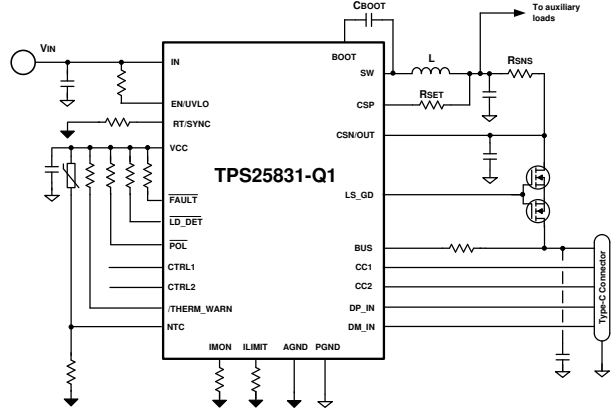 CBOOT
To auxiliary
loads
VIN
BOOT
IN
SW
L
RSNS
EN/UVLO
CSP
RSET
RT/SYNC
CSN/OUT
VCC
TPS25831-Q1
FAULT
LS_GD
LD_DET
POL
BUS
CTRL1
CC1
CTRL2
CC2
/THERM_WARN
DP_IN
NTC
DM_IN
Type-C Connector
IMON
ILIMIT
AGND
PGND